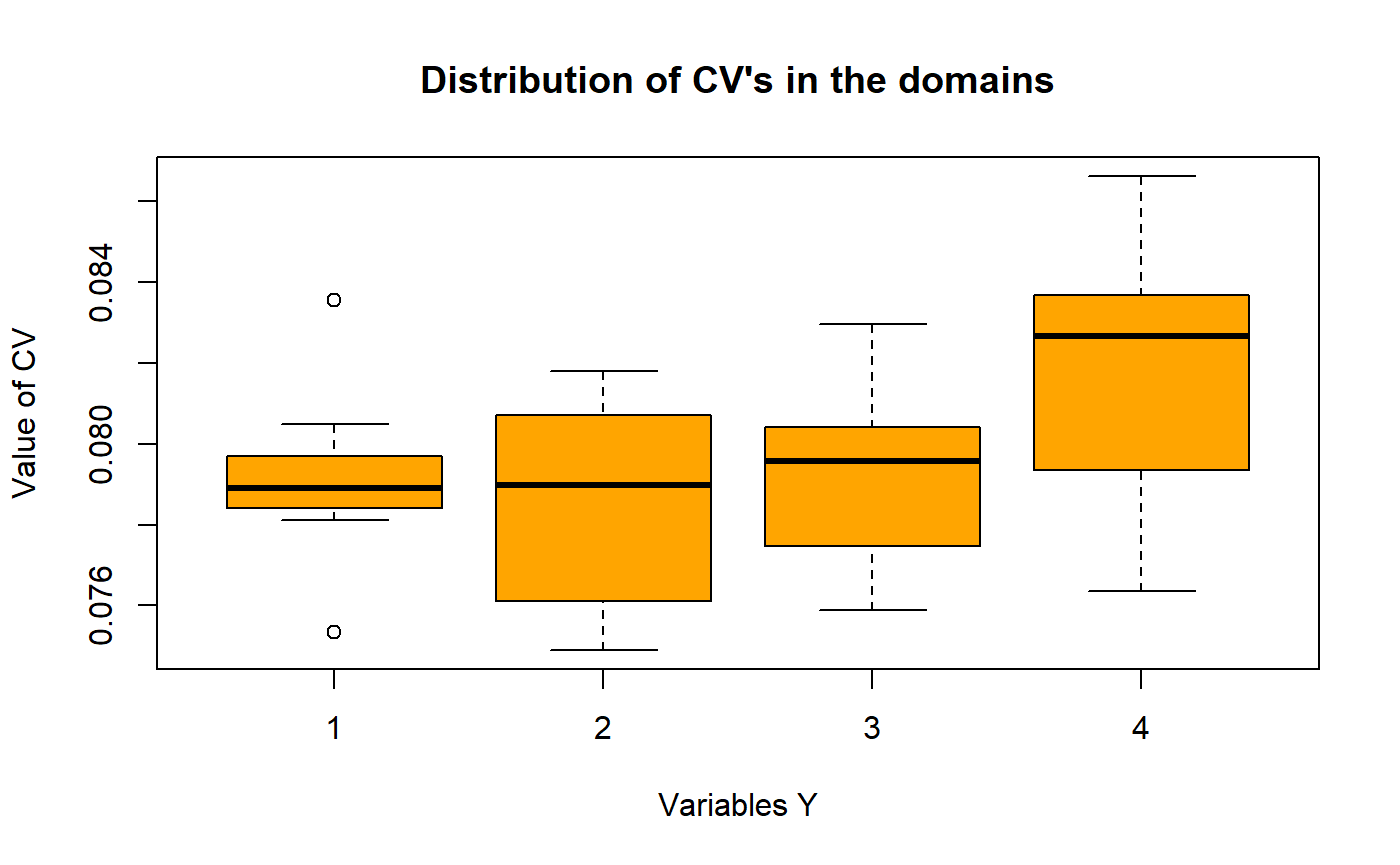 Distribution of CV's in the domains
Value of CV
0.084
0.080
0.076
1 2 3 4
Variables Y